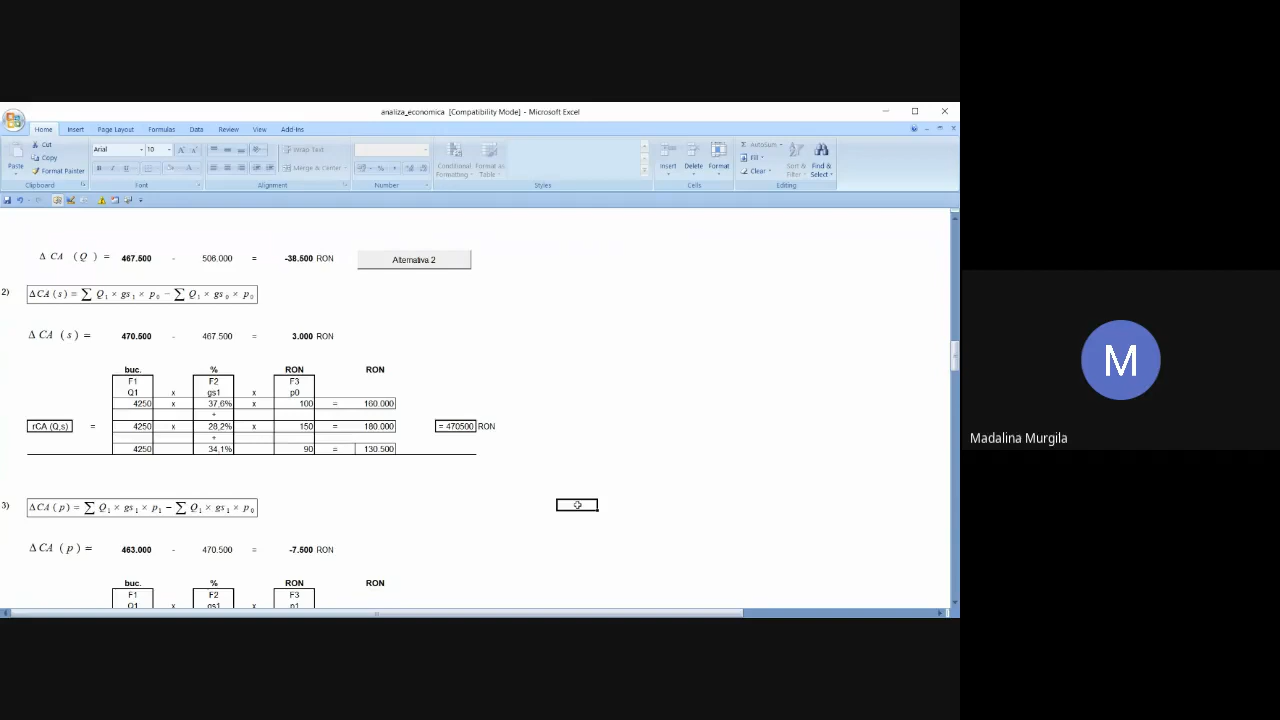 analiza_economica [Compatibility Mode] - Microsoft Excel
Home Insert Page Layout Formulas Data Review View Add-Ins
Paste Cut Copy Format Painter
Arial 10
Wrap Text
Merge & Center
Conditional Formatting Format as Table
Insert Delete Format
AutoSum Fill Clear
Sort & Filter Find & Select
Clipboard Font Alignment Number Styles Cells Editing
Δ CA (Q) = 467.500 - 506.000 = -38.500 RON
Alternativa 2
2) ΔCA(s) = ∑ Q₁ × gs₁ × p₀ − ∑ Q₁ × gs₀ × p₀
ΔCA (s) = 470.500 - 467.500 = 3.000 RON
buc. % RON RON
F1 F2 F3
Q1 x gs1 x p0
4250 x 37,6% x 100 = 160.000
+
rCA (Q,s) = 4250 x 28,2% x 150 = 180.000 = 470500 RON
+
4250 34,1% 90 = 130.500
3) ΔCA(p) = ∑ Q₁ × gs₁ × p₁ − ∑ Q₁ × gs₁ × p₀
ΔCA (p) = 463.000 - 470.500 = -7.500 RON
buc. % RON RON
F1 F2 F3
Q1 x gs1 x p1
M
Madalina Murgila